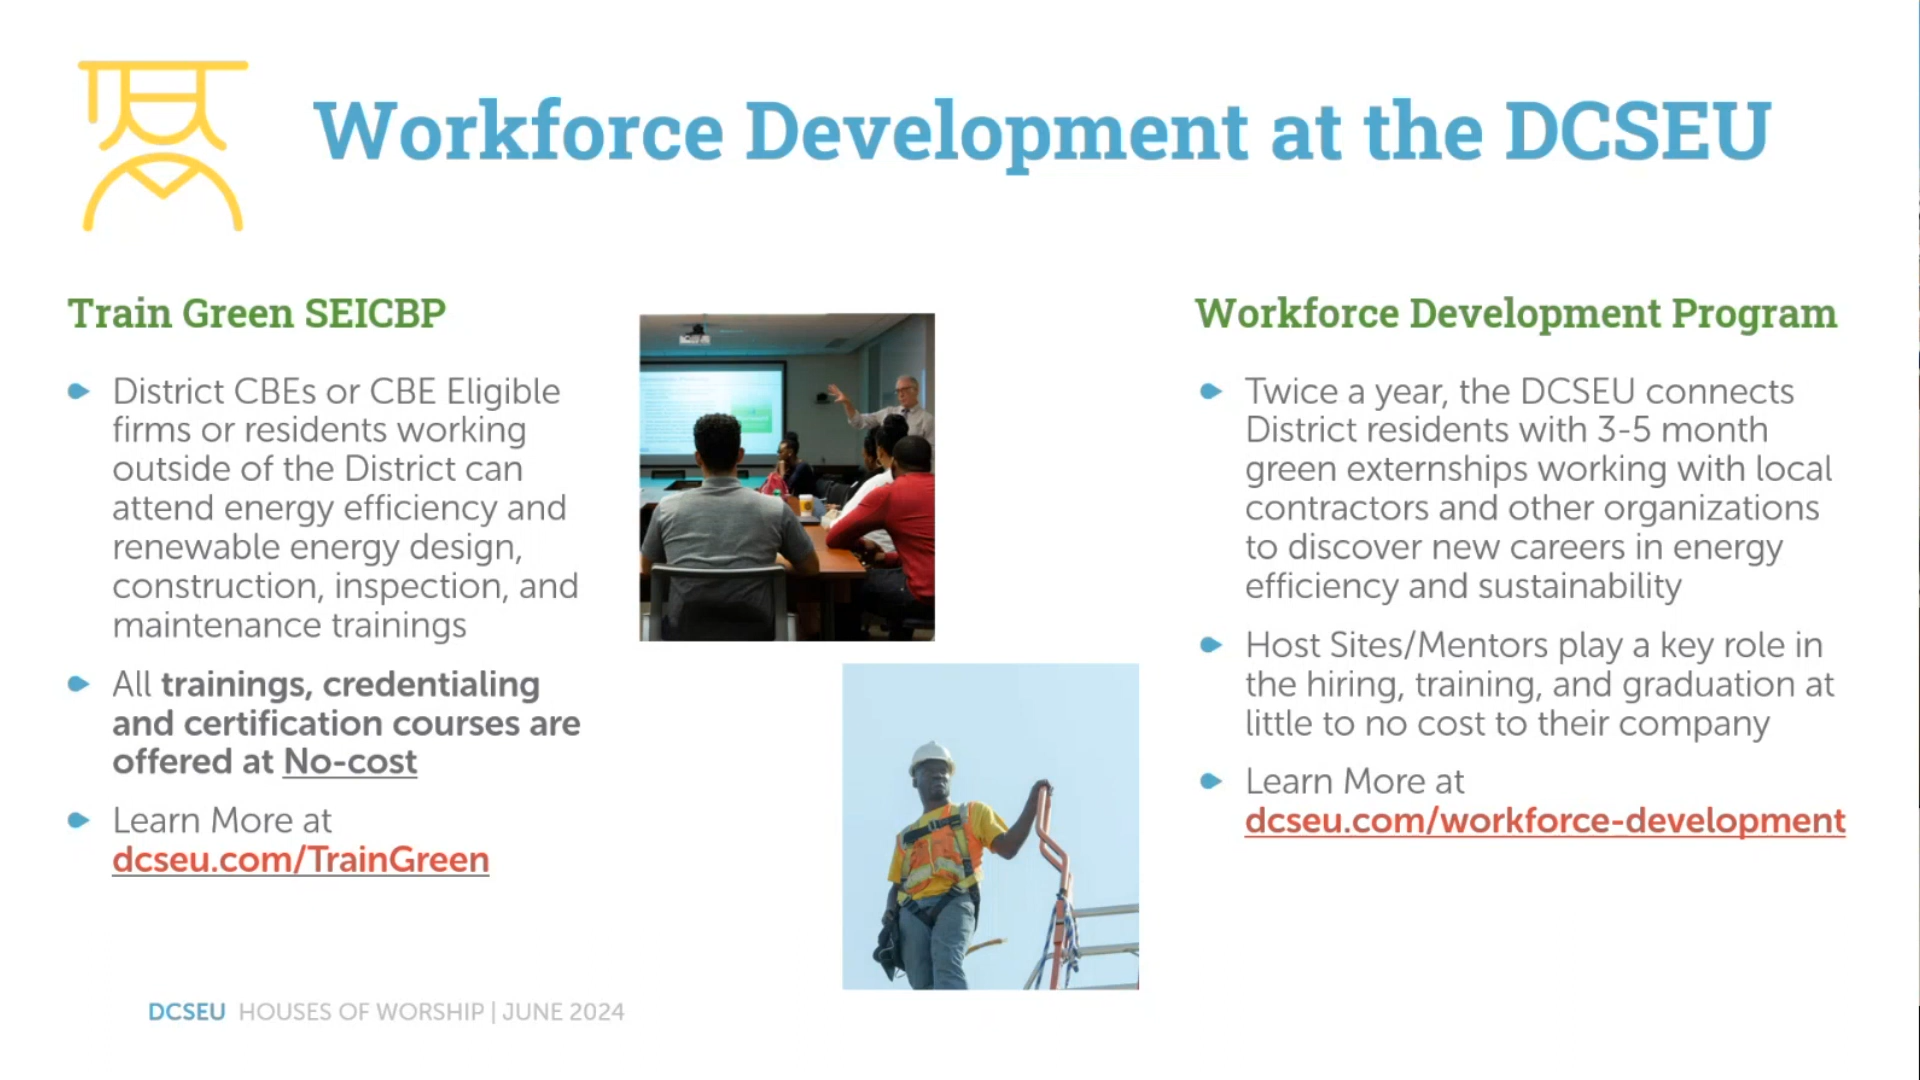 Workforce Development at the DCSEU
Train Green SEICBP
District CBEs or CBE Eligible
firms or residents working
outside of the District can
attend energy efficiency and
renewable energy design,
construction, inspection, and
maintenance trainings
All trainings, credentialing
and certification courses are
offered at No-cost
Learn More at
dcseu.com/TrainGreen
Workforce Development Program
Twice a year, the DCSEU connects
District residents with 3-5 month
green externships working with local
contractors and other organizations
to discover new careers in energy
efficiency and sustainability
Host Sites/Mentors play a key role in
the hiring, training, and graduation at
little to no cost to their company
Learn More at
dcseu.com/workforce-development
DCSEU HOUSES OF WORSHIP | JUNE 2024